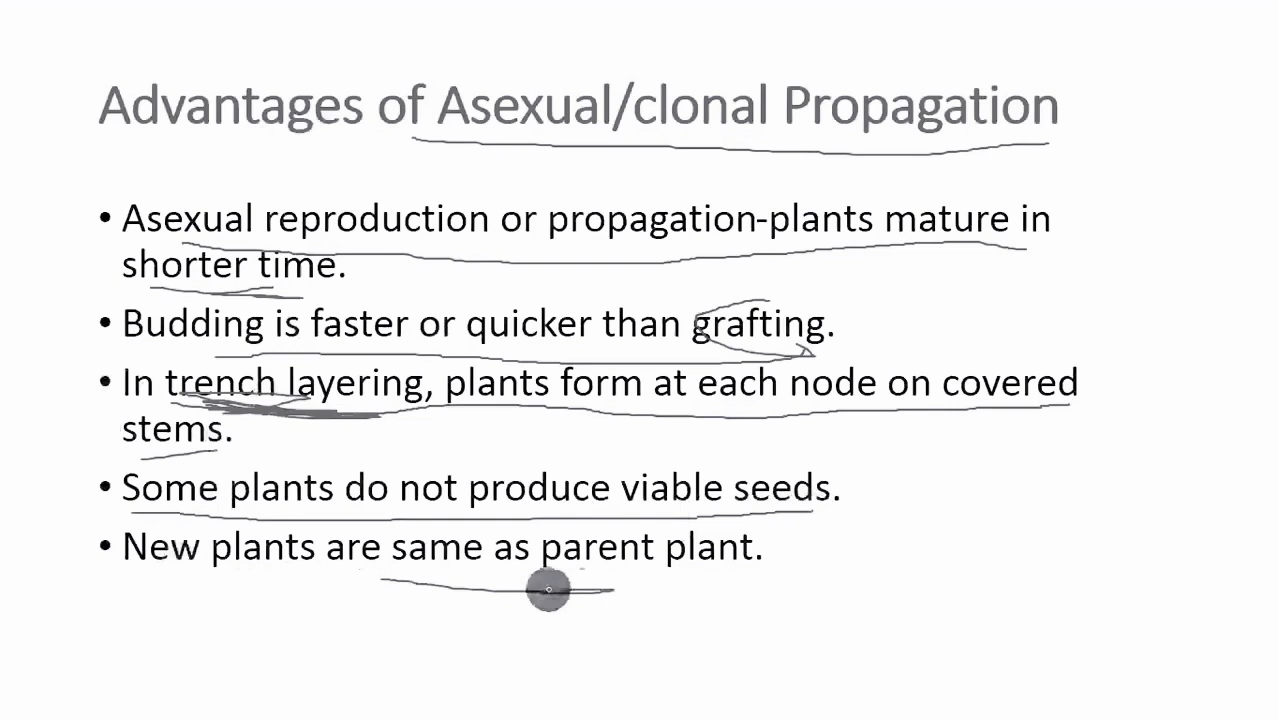 Advantages of Asexual/clonal Propagation
• Asexual reproduction or propagation-plants mature in
shorter time.
• Budding is faster or quicker than grafting.
• In trench layering, plants form at each node on covered
stems.
• Some plants do not produce viable seeds.
• New plants are same as parent plant.